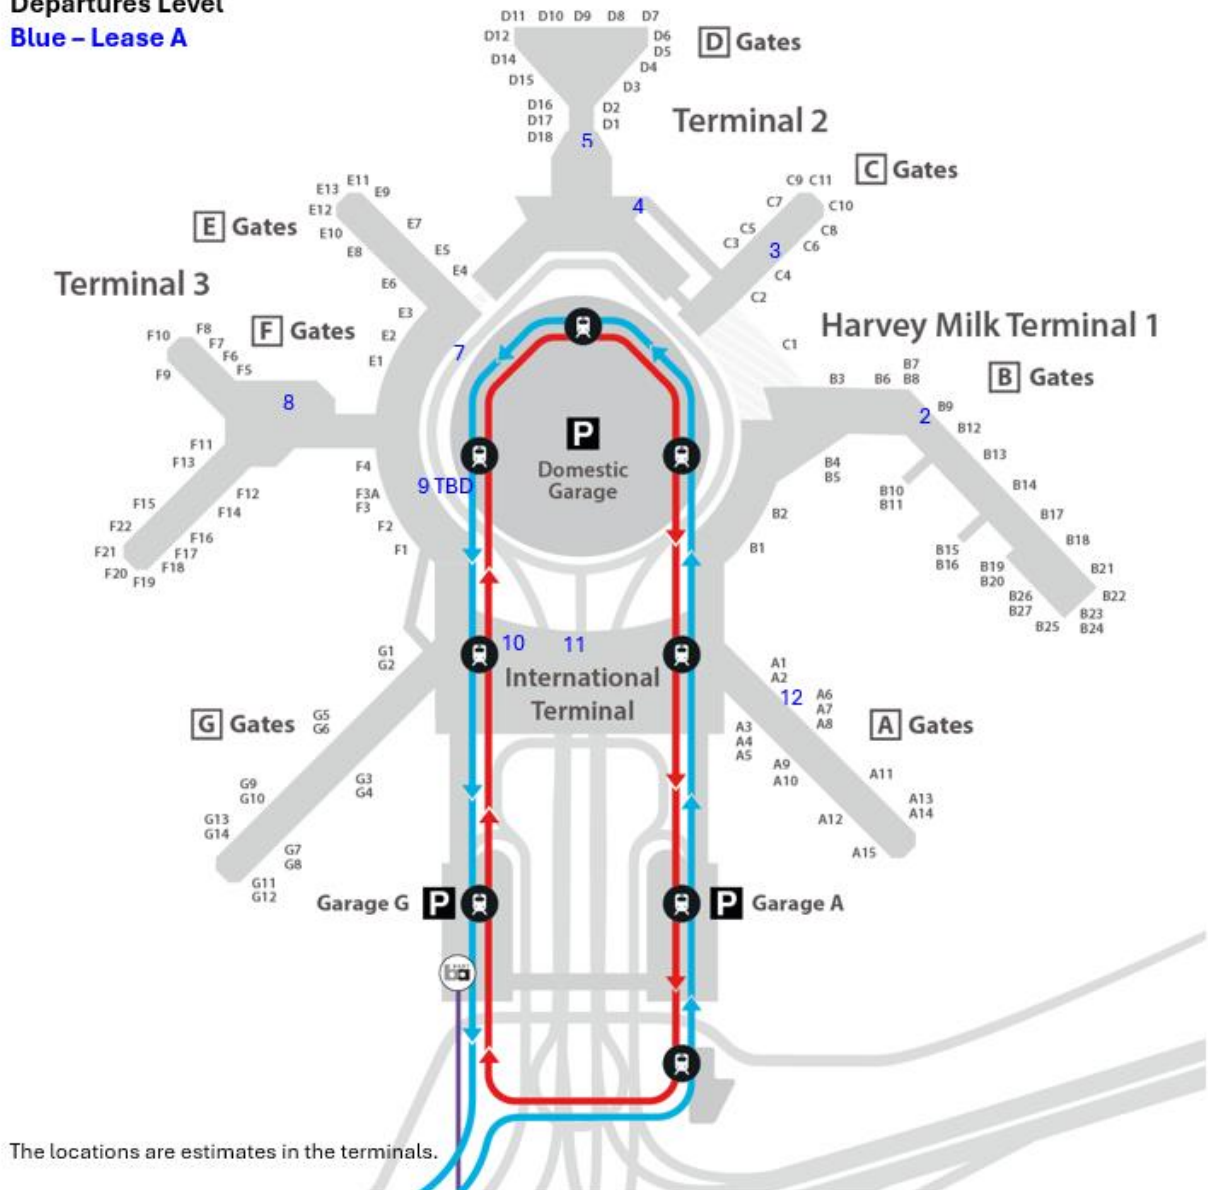 Departures Level
Blue – Lease A
D11 D10 D9 D8 D7
D12
D6
D5
D Gates
D14
D4
D15
D3
D16
D2
D17
D1
D18
5
Terminal 2
C Gates
C9 C11
C7
C10
C8
C5
C6
C3
3
C4
C2
C1
4
E13 E11 E9
E12
E10
E7
E8
E5
E4
E6
E3
E2
E1
E Gates
Terminal 3
F Gates
F10
F8
F7
F6
F5
F9
8
7
F11
F13
F4
F3A
F3
F12
F15
F14
F2
F22
F16
F1
F21
F17
F20
F19
F18
9 TBD
P
Domestic
Garage
Harvey Milk Terminal 1
B Gates
B7
B8
B3
B6
2
B9
B12
B13
B4
B5
B14
B10
B11
B17
B2
B18
B1
B15
B16
B19
B20
B21
B22
B26
B27
B23
B24
B25
10
11
International
Terminal
G1
G2
G Gates
G5
G6
G3
G4
G9
G10
G13
G14
G7
G8
G11
G12
A1
A2
12
A6
A7
A8
A Gates
A3
A4
A5
A9
A10
A11
A13
A14
A12
A15
Garage G P
P Garage A
ba
The locations are estimates in the terminals.